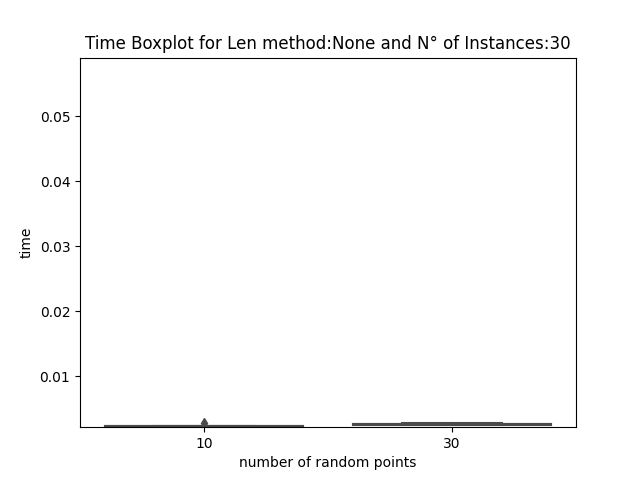 Time Boxplot for Len method:None and N° of Instances:30
0.05
0.04
0.03
0.02
0.01
time
10 30
number of random points